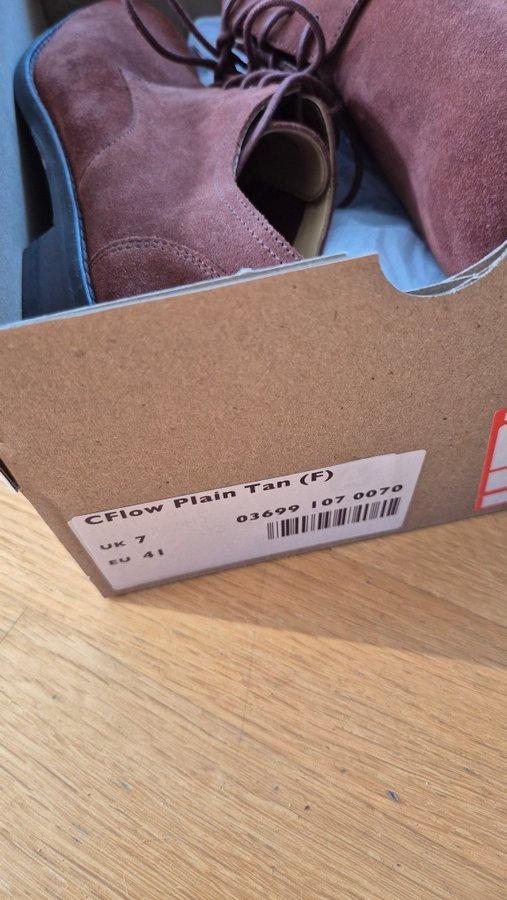 CFlow Plain Tan (F)
03699 107 0070
UK 7
EU 41